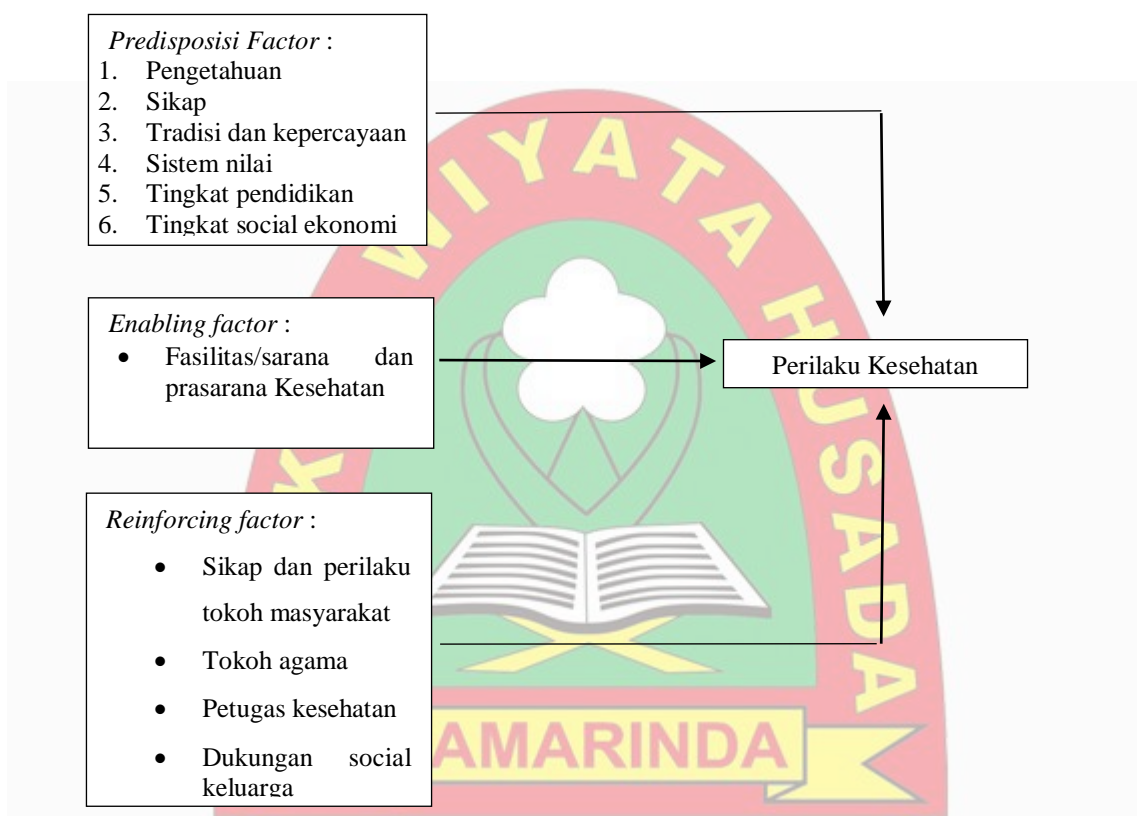 Predisposisi Factor :
1. Pengetahuan
2. Sikap
3. Tradisi dan kepercayaan
4. Sistem nilai
5. Tingkat pendidikan
6. Tingkat social ekonomi
Enabling factor :
• Fasilitas/sarana dan
prasarana Kesehatan
Perilaku Kesehatan
Reinforcing factor :
• Sikap dan perilaku
tokoh masyarakat
• Tokoh agama
• Petugas kesehatan
• Dukungan social
keluarga
WIYATA HUSADA
AMARINDA